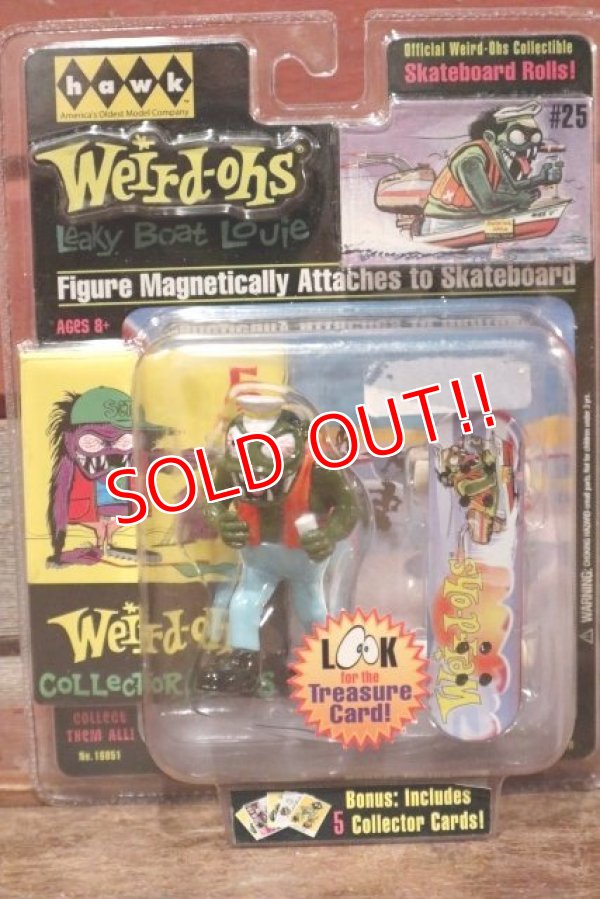 hawk
America's Oldest Model Company
Official Weird-Ohs Collectible
Skateboard Rolls!
#25
Weird-ohs®
Leaky Boat Louie
Figure Magnetically Attaches to Skateboard
AGES 8+
SOLD OUT!!
LOOK
for the
Treasure
Card!
Weird-ohs
COLLECT
THEM ALL!
No. 16051
Bonus: Includes
5 Collector Cards!